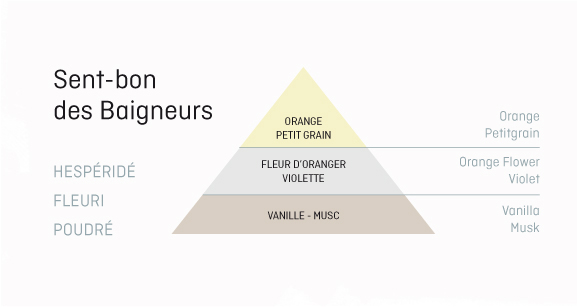 Sent-bon
des Baigneurs
HESPÉRIDÉ
FLEURI
POUDRÉ
ORANGE
PETIT GRAIN
FLEUR D'ORANGER
VIOLETTE
VANILLE - MUSC
Orange
Petitgrain
Orange Flower
Violet
Vanilla
Musk